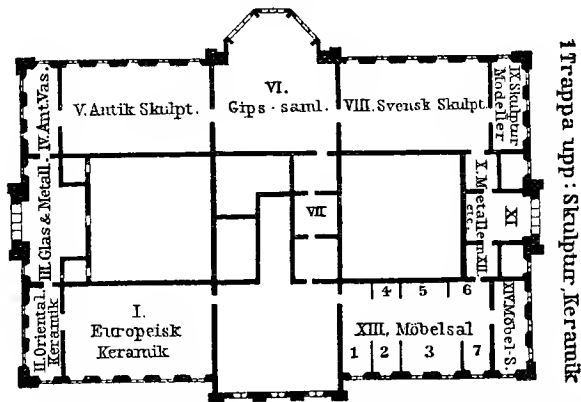 VI.
Gips-saml.
V. Antik Skulpt.
VIII. Svensk Skulpt.
IV. Ant. Vas.
III. Glas & Metall.
II. Oriental.
Keramik
I.
Europeisk
Keramik
VII
IX. Skulptur
Modeller
X. Metall
etc.
XI
XII.
4 5 6
XIII, Möbelsal
1 2 3 7
XIV. Möbel-S.
1 Trappa upp: Skulptur, Keramik